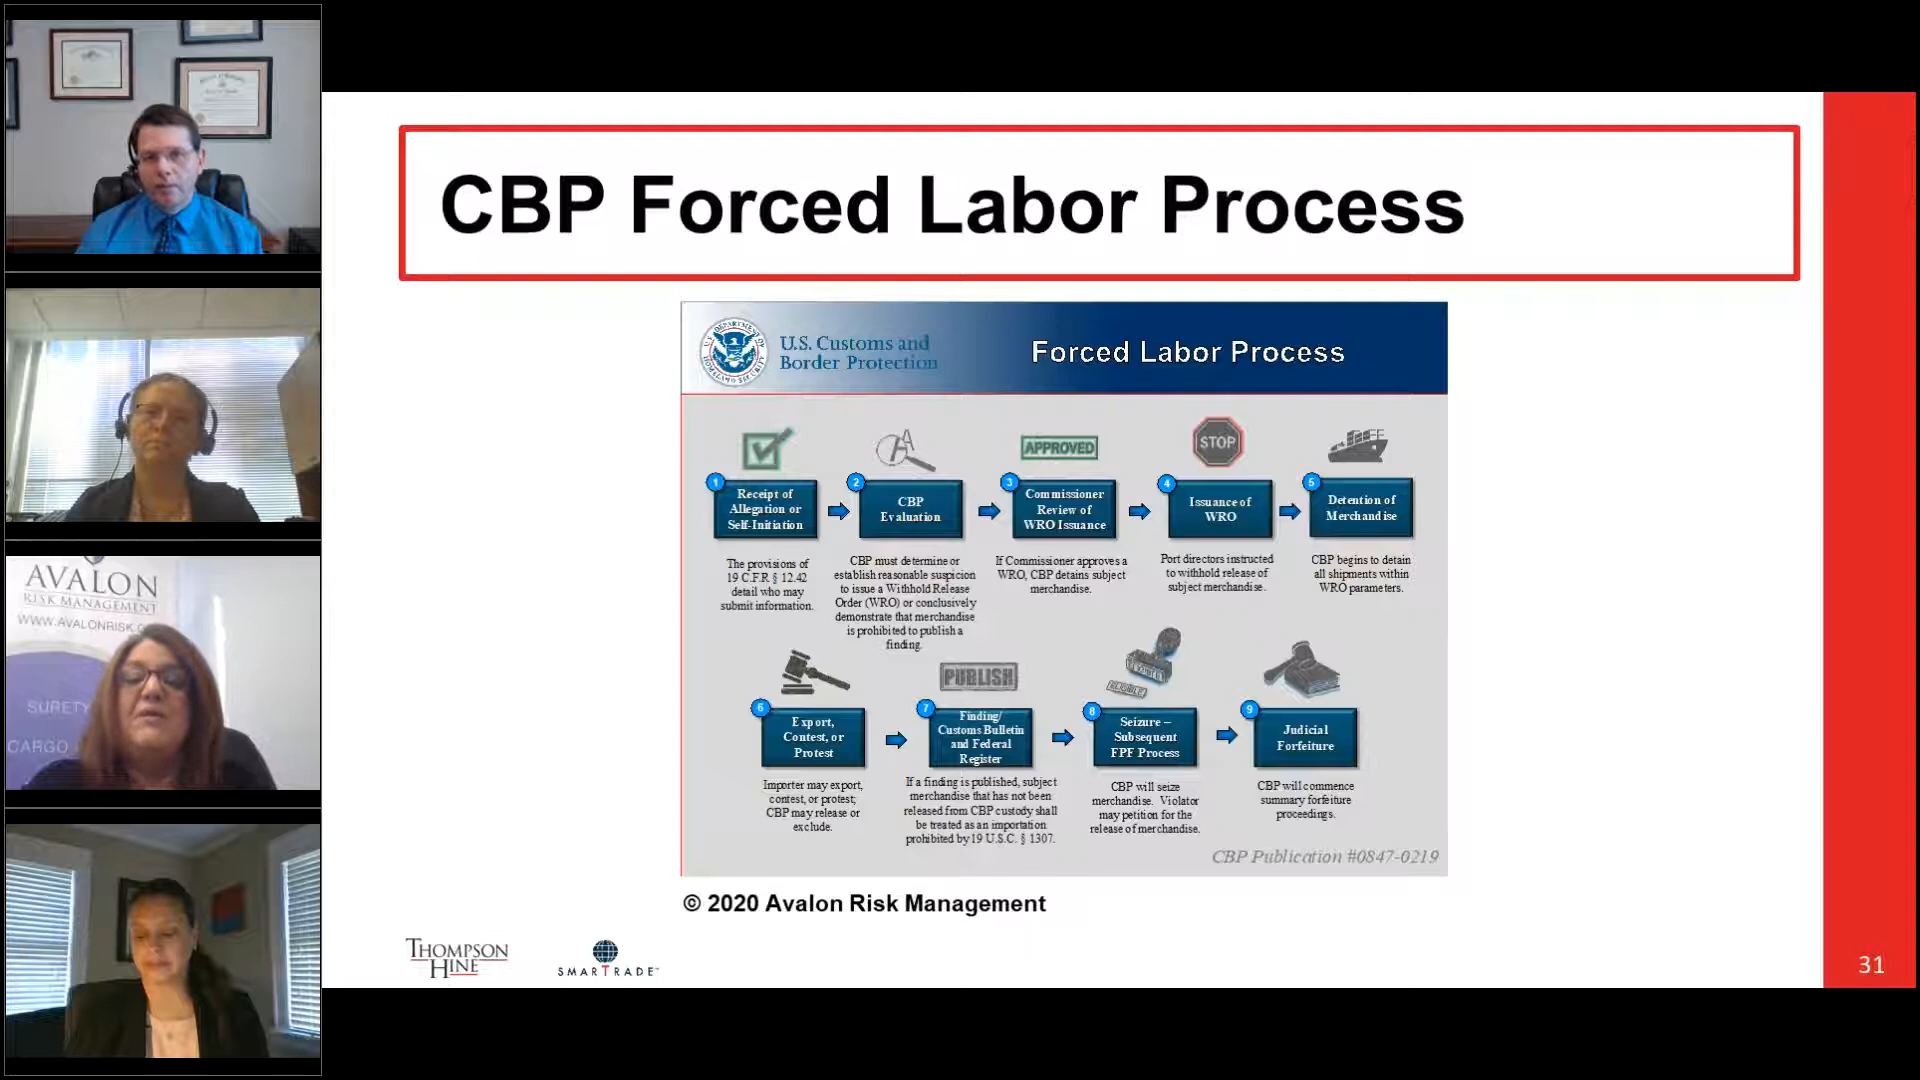 AVALON
RISK MANAGEMENT
WWW.AVALONRISK.
SURETY
CARGO
CBP Forced Labor Process
U.S. Customs and
Border Protection
Forced Labor Process
APPROVED
STOP
1
Receipt of
Allegation or
Self-Initiation
2
CBP
Evaluation
3
Commissioner
Review of
WRO Issuance
4
Issuance of
WRO
5
Detention of
Merchandise
The provisions of
19 C.F.R § 12.42
detail who may
submit information.
CBP must determine or
establish reasonable suspicion
to issue a Withhold Release
Order (WRO) or conclusively
demonstrate that merchandise
is prohibited to publish a
finding.
If Commissioner approves a
WRO, CBP detains subject
merchandise.
Port directors instructed
to withhold release of
subject merchandise.
CBP begins to detain
all shipments within
WRO parameters.
PUBLISH
6
Export,
Contest, or
Protest
7
Finding/
Customs Bulletin
and Federal
Register
8
Seizure –
Subsequent
FPF Process
9
Judicial
Forfeiture
Importer may export,
contest, or protest;
CBP may release or
exclude.
If a finding is published, subject
merchandise that has not been
released from CBP custody shall
be treated as an importation
prohibited by 19 U.S.C. § 1307.
CBP will seize
merchandise. Violator
may petition for the
release of merchandise.
CBP will commence
summary forfeiture
proceedings.
CBP Publication #0847-0219
© 2020 Avalon Risk Management
THOMPSON
HINE
SMARTRADE™
31